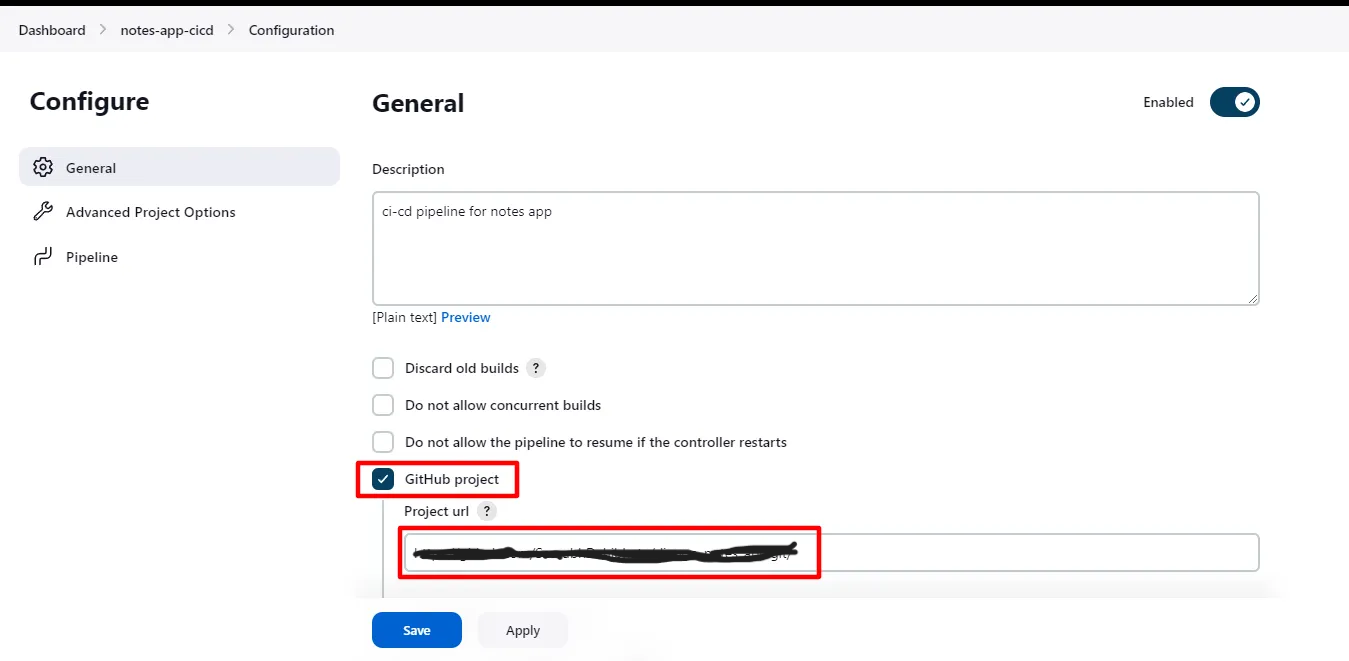 Dashboard > notes-app-cicd > Configuration
Configure
General
Advanced Project Options
Pipeline
General
Enabled
Description
ci-cd pipeline for notes app
[Plain text] Preview
Discard old builds ?
Do not allow concurrent builds
Do not allow the pipeline to resume if the controller restarts
GitHub project
Project url ?
Save
Apply